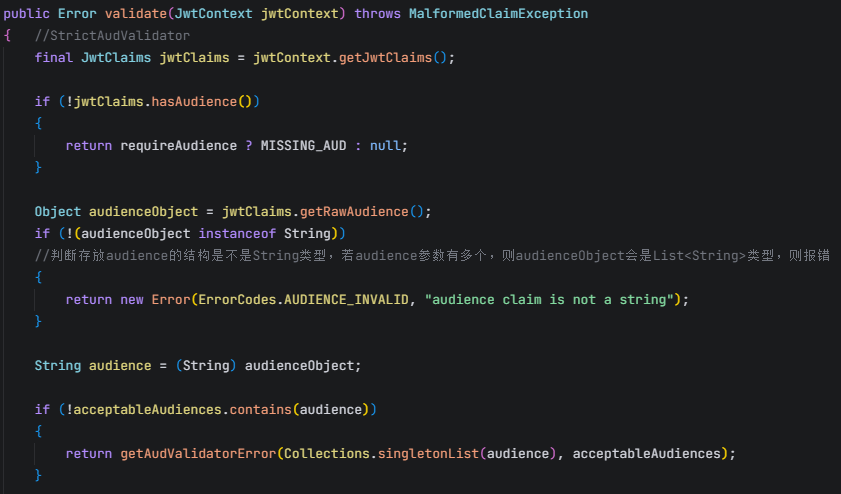 public Error validate(JwtContext jwtContext) throws MalformedClaimException
{   //StrictAudValidator
    final JwtClaims jwtClaims = jwtContext.getJwtClaims();

    if (!jwtClaims.hasAudience())
    {
        return requireAudience ? MISSING_AUD : null;
    }

    Object audienceObject = jwtClaims.getRawAudience();
    if (!(audienceObject instanceof String))
    //判断存放audience的结构是不是String类型，若audience参数有多个，则audienceObject会是List<String>类型，则报错
    {
        return new Error(ErrorCodes.AUDIENCE_INVALID, "audience claim is not a string");
    }

    String audience = (String) audienceObject;

    if (!acceptableAudiences.contains(audience))
    {
        return getAudValidatorError(Collections.singletonList(audience), acceptableAudiences);
    }